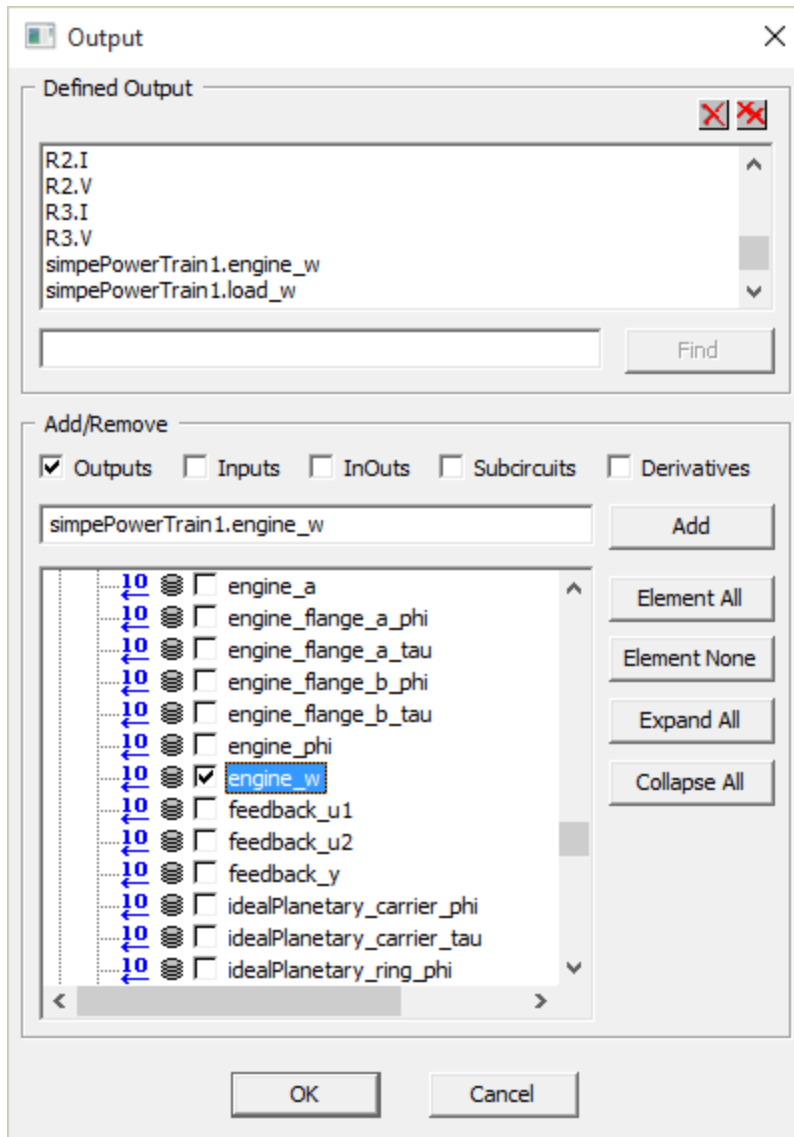 Output
Defined Output
R2.I
R2.V
R3.I
R3.V
simpePowerTrain1.engine_w
simpePowerTrain1.load_w
Find
Add/Remove
Outputs Inputs InOuts Subcircuits Derivatives
simpePowerTrain1.engine_w
Add
10 engine_a
10 engine_flange_a_phi
10 engine_flange_a_tau
10 engine_flange_b_phi
10 engine_flange_b_tau
10 engine_phi
10 engine_w
10 feedback_u1
10 feedback_u2
10 feedback_y
10 idealPlanetary_carrier_phi
10 idealPlanetary_carrier_tau
10 idealPlanetary_ring_phi
Element All
Element None
Expand All
Collapse All
OK Cancel